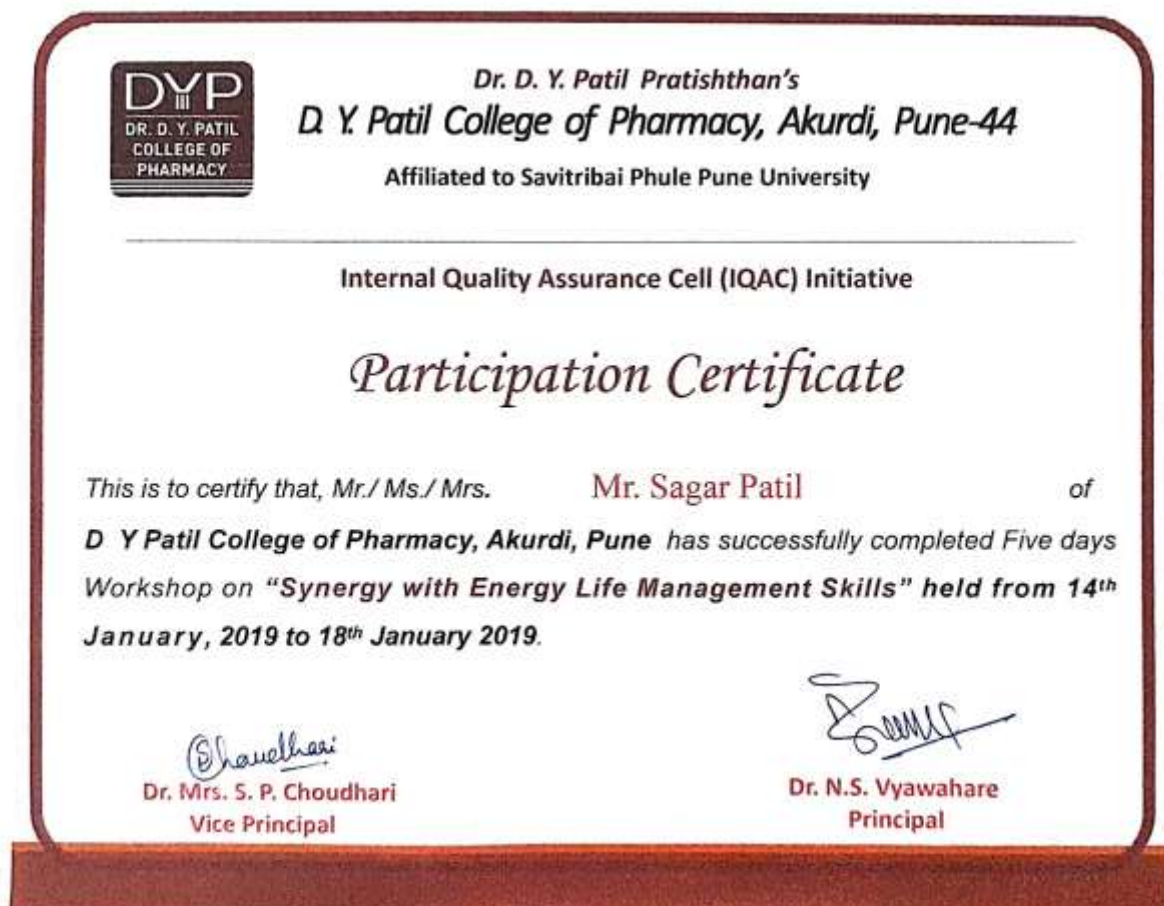 DYP
DR. D. Y. PATIL
COLLEGE OF
PHARMACY
Dr. D. Y. Patil Pratishthan's
D. Y. Patil College of Pharmacy, Akurdi, Pune-44
Affiliated to Savitribai Phule Pune University
Internal Quality Assurance Cell (IQAC) Initiative
Participation Certificate
This is to certify that, Mr./ Ms./ Mrs. Mr. Sagar Patil of
D Y Patil College of Pharmacy, Akurdi, Pune has successfully completed Five days
Workshop on “Synergy with Energy Life Management Skills” held from 14th
January, 2019 to 18th January 2019.
Dr. Mrs. S. P. Choudhari
Vice Principal
Dr. N.S. Vyawahare
Principal